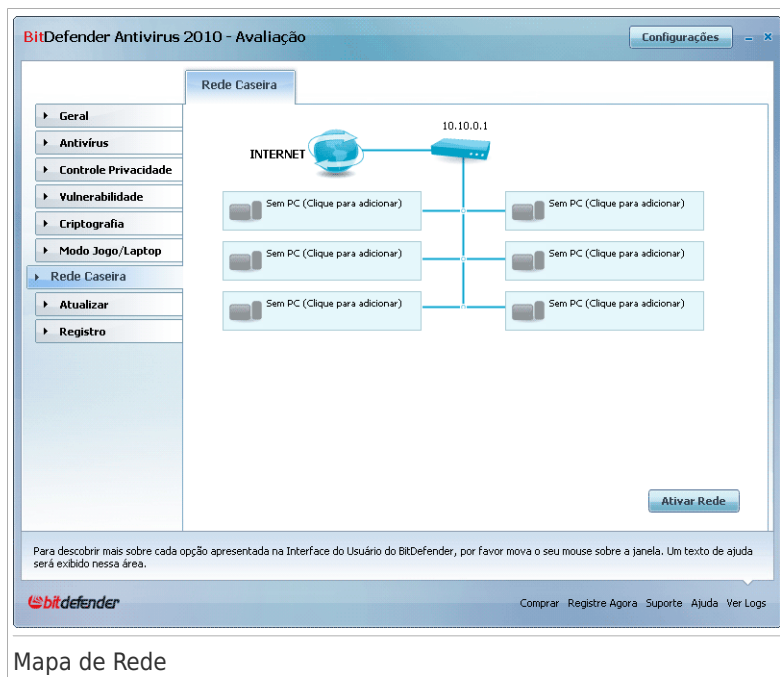 BitDefender Antivirus 2010 - Avaliação
Configurações
Rede Caseira
Geral
Antivírus
Controle Privacidade
Vulnerabilidade
Criptografia
Modo Jogo/Laptop
Rede Caseira
Atualizar
Registro
10.10.0.1
INTERNET
Sem PC (Clique para adicionar)
Sem PC (Clique para adicionar)
Sem PC (Clique para adicionar)
Sem PC (Clique para adicionar)
Sem PC (Clique para adicionar)
Sem PC (Clique para adicionar)
Ativar Rede
Para descobrir mais sobre cada opção apresentada na Interface do Usuário do BitDefender, por favor mova o seu mouse sobre a janela. Um texto de ajuda
será exibido nessa área.
bitdefender
Comprar Registre Agora Suporte Ajuda Ver Logs
Mapa de Rede